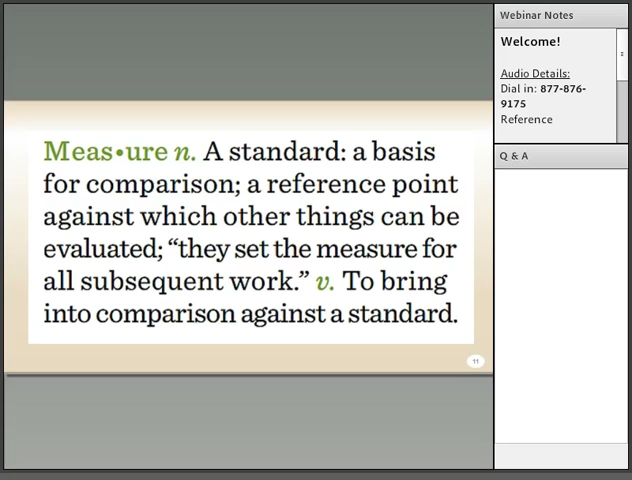 Meas•ure n. A standard: a basis
for comparison; a reference point
against which other things can be
evaluated; “they set the measure for
all subsequent work.” v. To bring
into comparison against a standard.
11
Webinar Notes
Welcome!
Audio Details:
Dial in: 877-876-
9175
Reference
Q & A